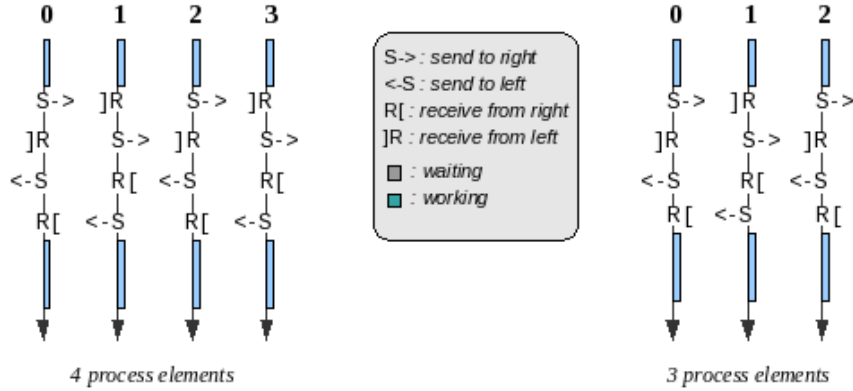 0 1 2 3
S-> ]R S-> ]R
]R S-> ]R S->
<-S R[ <-S R[
R[ <-S R[ <-S
4 process elements
S-> : send to right
<-S : send to left
R[ : receive from right
]R : receive from left
: waiting
: working
0 1 2
S-> ]R S->
]R S-> ]R
<-S R[ <-S
R[ <-S R[
3 process elements